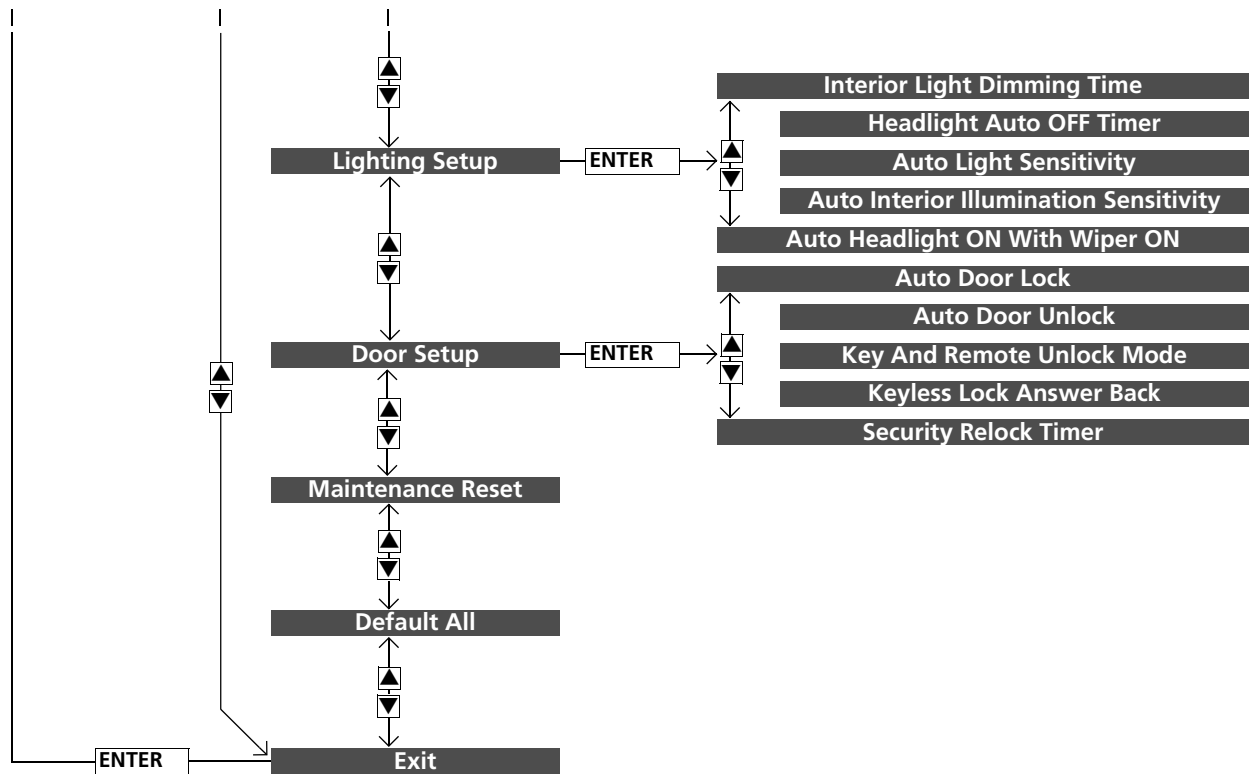 Interior Light Dimming Time
Headlight Auto OFF Timer
Lighting Setup
ENTER
Auto Light Sensitivity
Auto Interior Illumination Sensitivity
Auto Headlight ON With Wiper ON
Auto Door Lock
Auto Door Unlock
Door Setup
ENTER
Key And Remote Unlock Mode
Keyless Lock Answer Back
Security Relock Timer
Maintenance Reset
Default All
ENTER
Exit